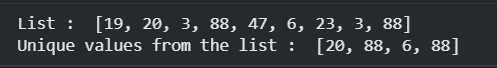 List :  [19, 20, 3, 88, 47, 6, 23, 3, 88]
Unique values from the list :  [20, 88, 6, 88]